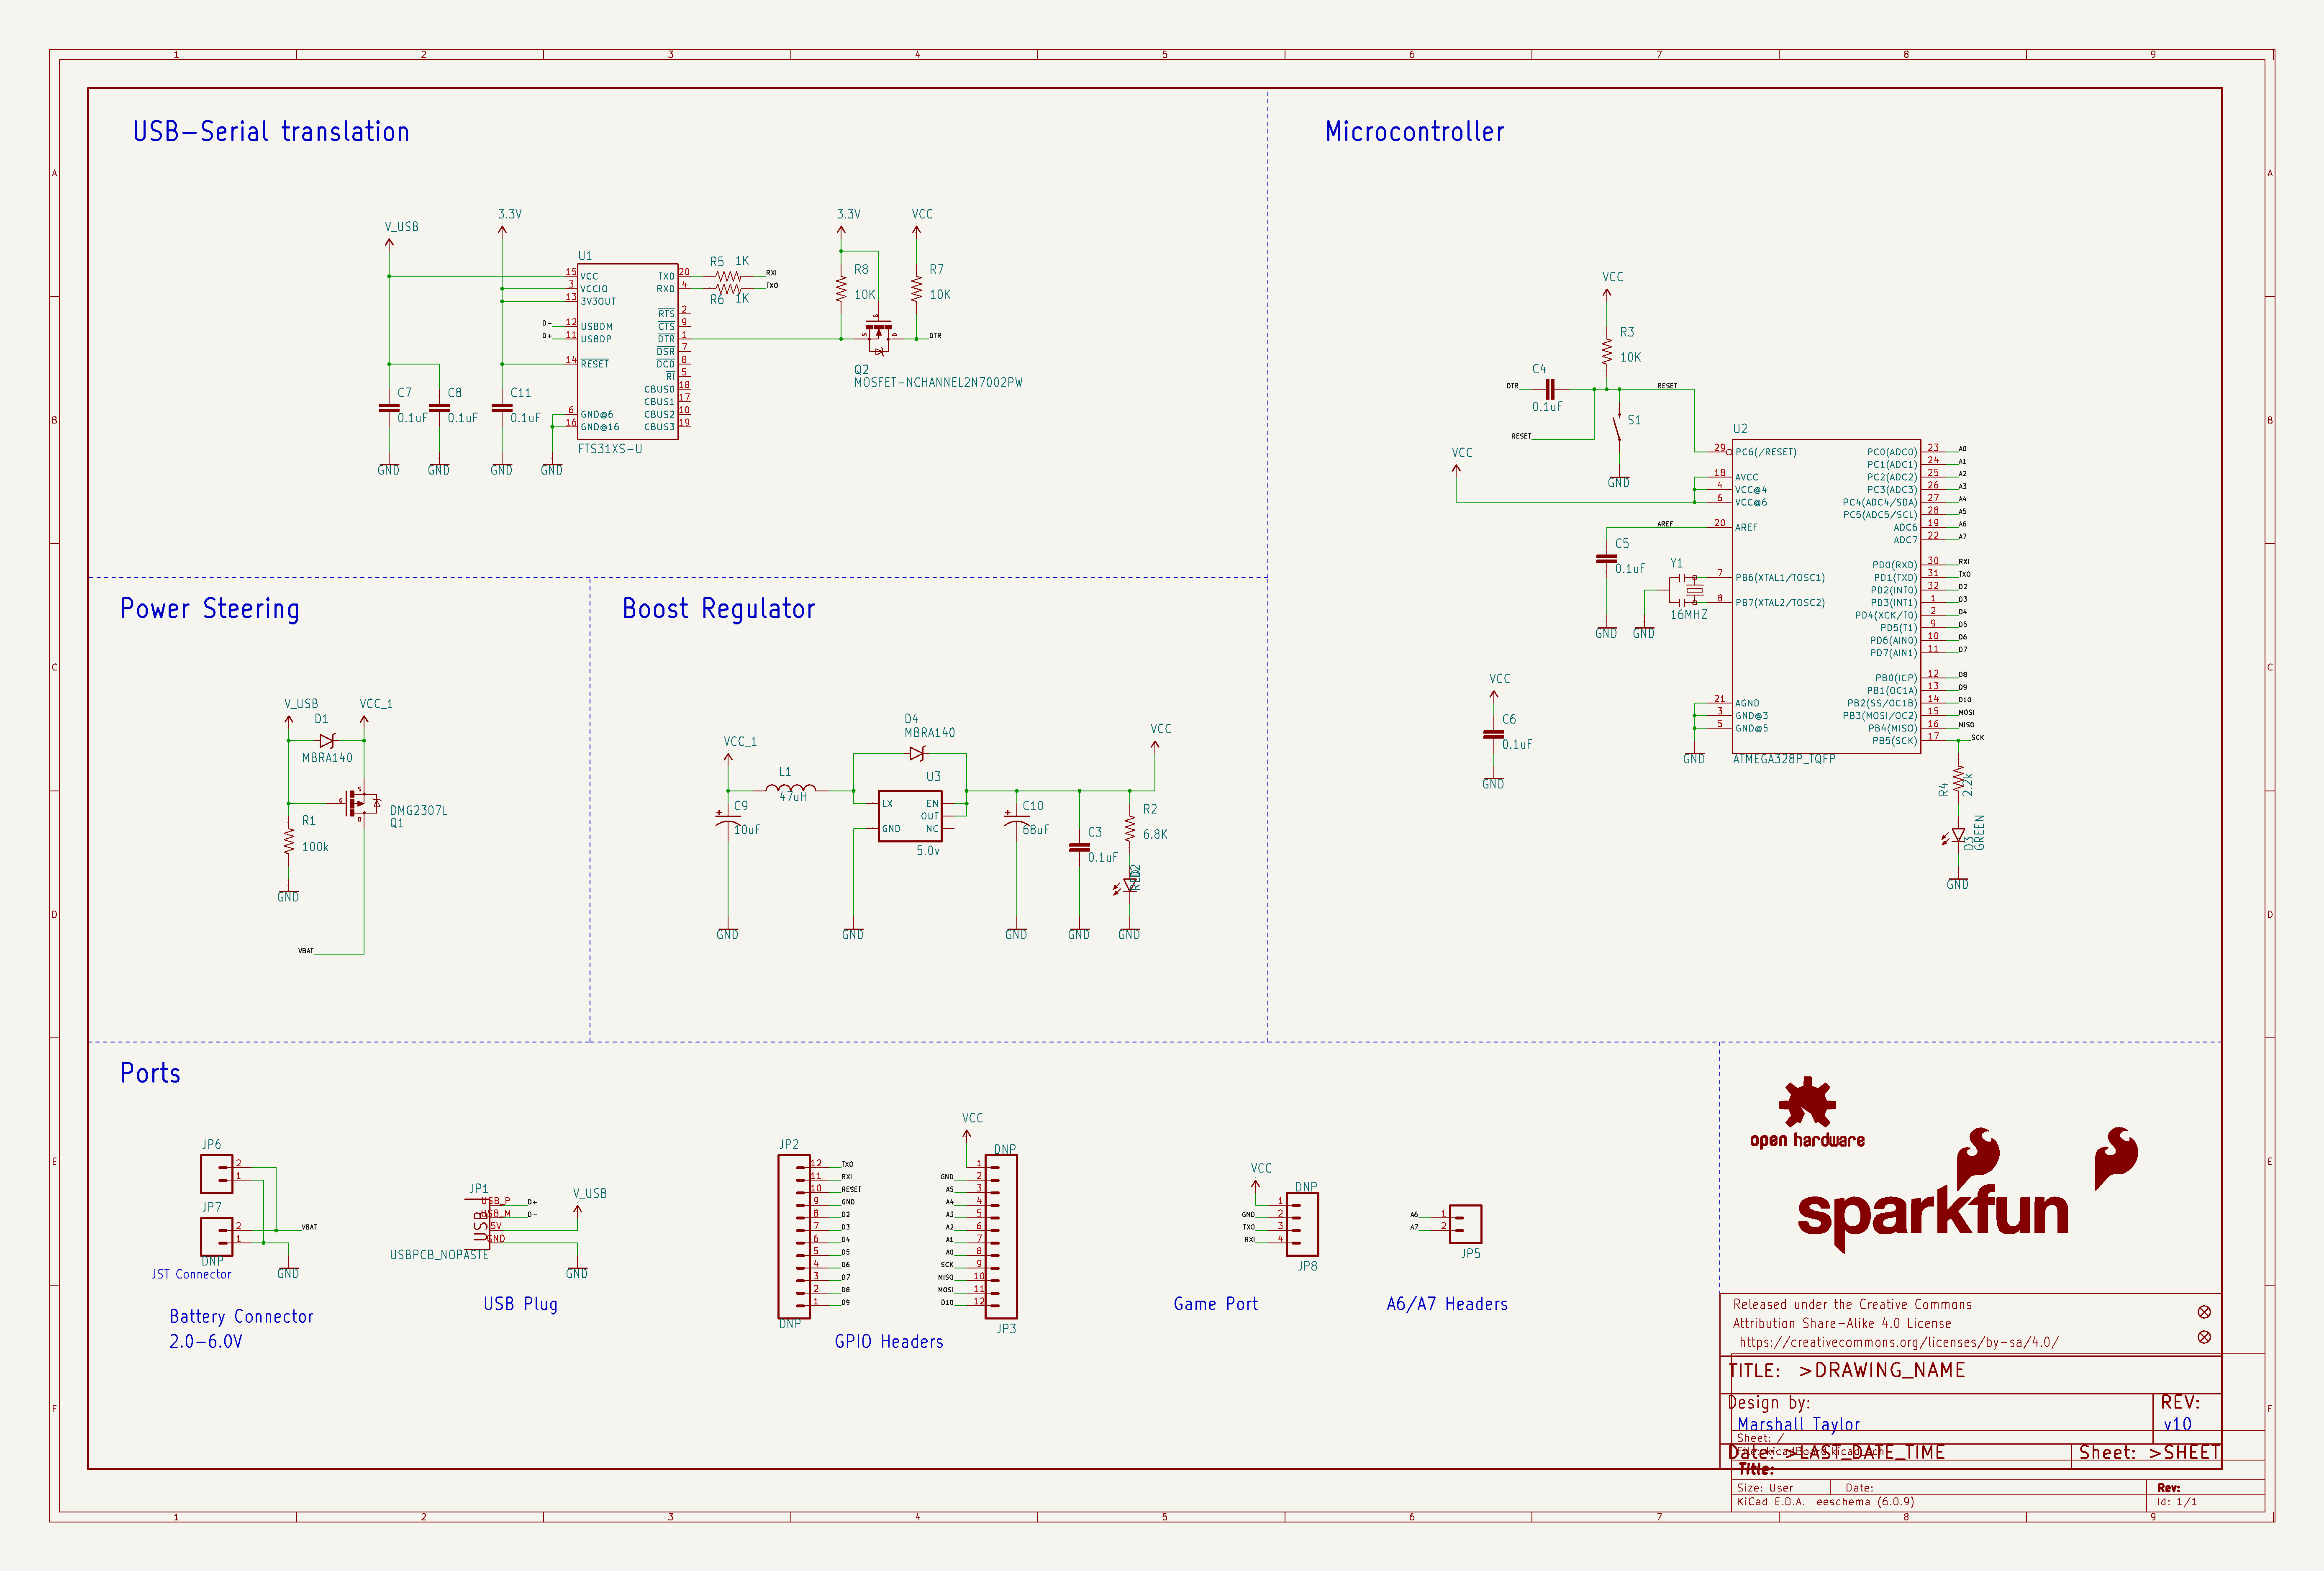 1 2 3 4 5 6 7 8 9
A
B
C
D
E
F
USB-Serial translation
V_USB
3.3V
3.3V
VCC
U1
15 VCC TXD 20
3 VCCIO RXD 4
13 3V3OUT
RTS 2
12 USBDM CTS 9
11 USBDP DTR 1
DSR 7
14 RESET DCD 8
RI 5
CBUS0 18
CBUS1 17
6 GND@6 CBUS2 10
16 GND@16 CBUS3 19
FTS31XS-U
D-
D+
R5 1K
RXI
TXO
R6 1K
R8
10K
R7
10K
G
S
D
DTR
Q2
MOSFET-NCHANNEL2N7002PW
C7
0.1uF
C8
0.1uF
C11
0.1uF
GND
GND
GND
GND
Microcontroller
VCC
R3
10K
C4
DTR
0.1uF
RESET
RESET
S1
GND
VCC
AREF
C5
0.1uF
GND
Y1
16MHZ
GND
U2
29 PC6(/RESET) PC0(ADC0) 23 A0
PC1(ADC1) 24 A1
18 AVCC PC2(ADC2) 25 A2
4 VCC@4 PC3(ADC3) 26 A3
6 VCC@6 PC4(ADC4/SDA) 27 A4
PC5(ADC5/SCL) 28 A5
20 AREF ADC6 19 A6
ADC7 22 A7
PD0(RXD) 30 RXI
7 PB6(XTAL1/TOSC1) PD1(TXD) 31 TXO
PD2(INT0) 32 D2
8 PB7(XTAL2/TOSC2) PD3(INT1) 1 D3
PD4(XCK/T0) 2 D4
PD5(T1) 9 D5
PD6(AIN0) 10 D6
PD7(AIN1) 11 D7
PB0(ICP) 12 D8
PB1(OC1A) 13 D9
21 AGND PB2(SS/OC1B) 14 D10
3 GND@3 PB3(MOSI/OC2) 15 MOSI
5 GND@5 PB4(MISO) 16 MISO
PB5(SCK) 17 SCK
ATMEGA328P_TQFP
GND
VCC
C6
0.1uF
GND
R4
2.2k
D3
GREEN
GND
Power Steering
V_USB
VCC_1
D1
MBRA140
G
S
D
DMG2307L
Q1
R1
100k
GND
VBAT
Boost Regulator
VCC_1
L1
47uH
C9
10uF
GND
D4
MBRA140
U3
LX EN
OUT
GND NC
5.0v
GND
VCC
C10
68uF
GND
C3
0.1uF
GND
R2
6.8K
GND
Ports
JP6
2
1
JP7
2
1
DNP
VBAT
GND
JST Connector
Battery Connector
2.0-6.0V
JP1
USB
USB_P D+
USB_M D-
5V
GND
V_USB
USBPCB_NOPASTE
GND
USB Plug
JP2
12 TXO
11 RXI
10 RESET
9 GND
8 D2
7 D3
6 D4
5 D5
4 D6
3 D7
2 D8
1 D9
DNP
VCC
DNP
1
GND 2
A5 3
A4 4
A3 5
A2 6
A1 7
A0 8
SCK 9
MISO 10
MOSI 11
D10 12
JP3
GPIO Headers
VCC
DNP
1
GND 2
TXO 3
RXI 4
JP8
Game Port
A6 1
A7 2
JP5
A6/A7 Headers
open hardware
sparkfun
Released under the Creative Commons
Attribution Share-Alike 4.0 License
https://creativecommons.org/licenses/by-sa/4.0/
TITLE: >DRAWING_NAME
Design by:
REV:
Marshall Taylor
v10
Sheet: /
Date: >LAST_DATE_TIME
Sheet: >SHEET
Title:
Size: User Date: Rev:
KiCad E.D.A. eeschema (6.0.9) Id: 1/1
A
B
C
D
E
F
1 2 3 4 5 6 7 8 9